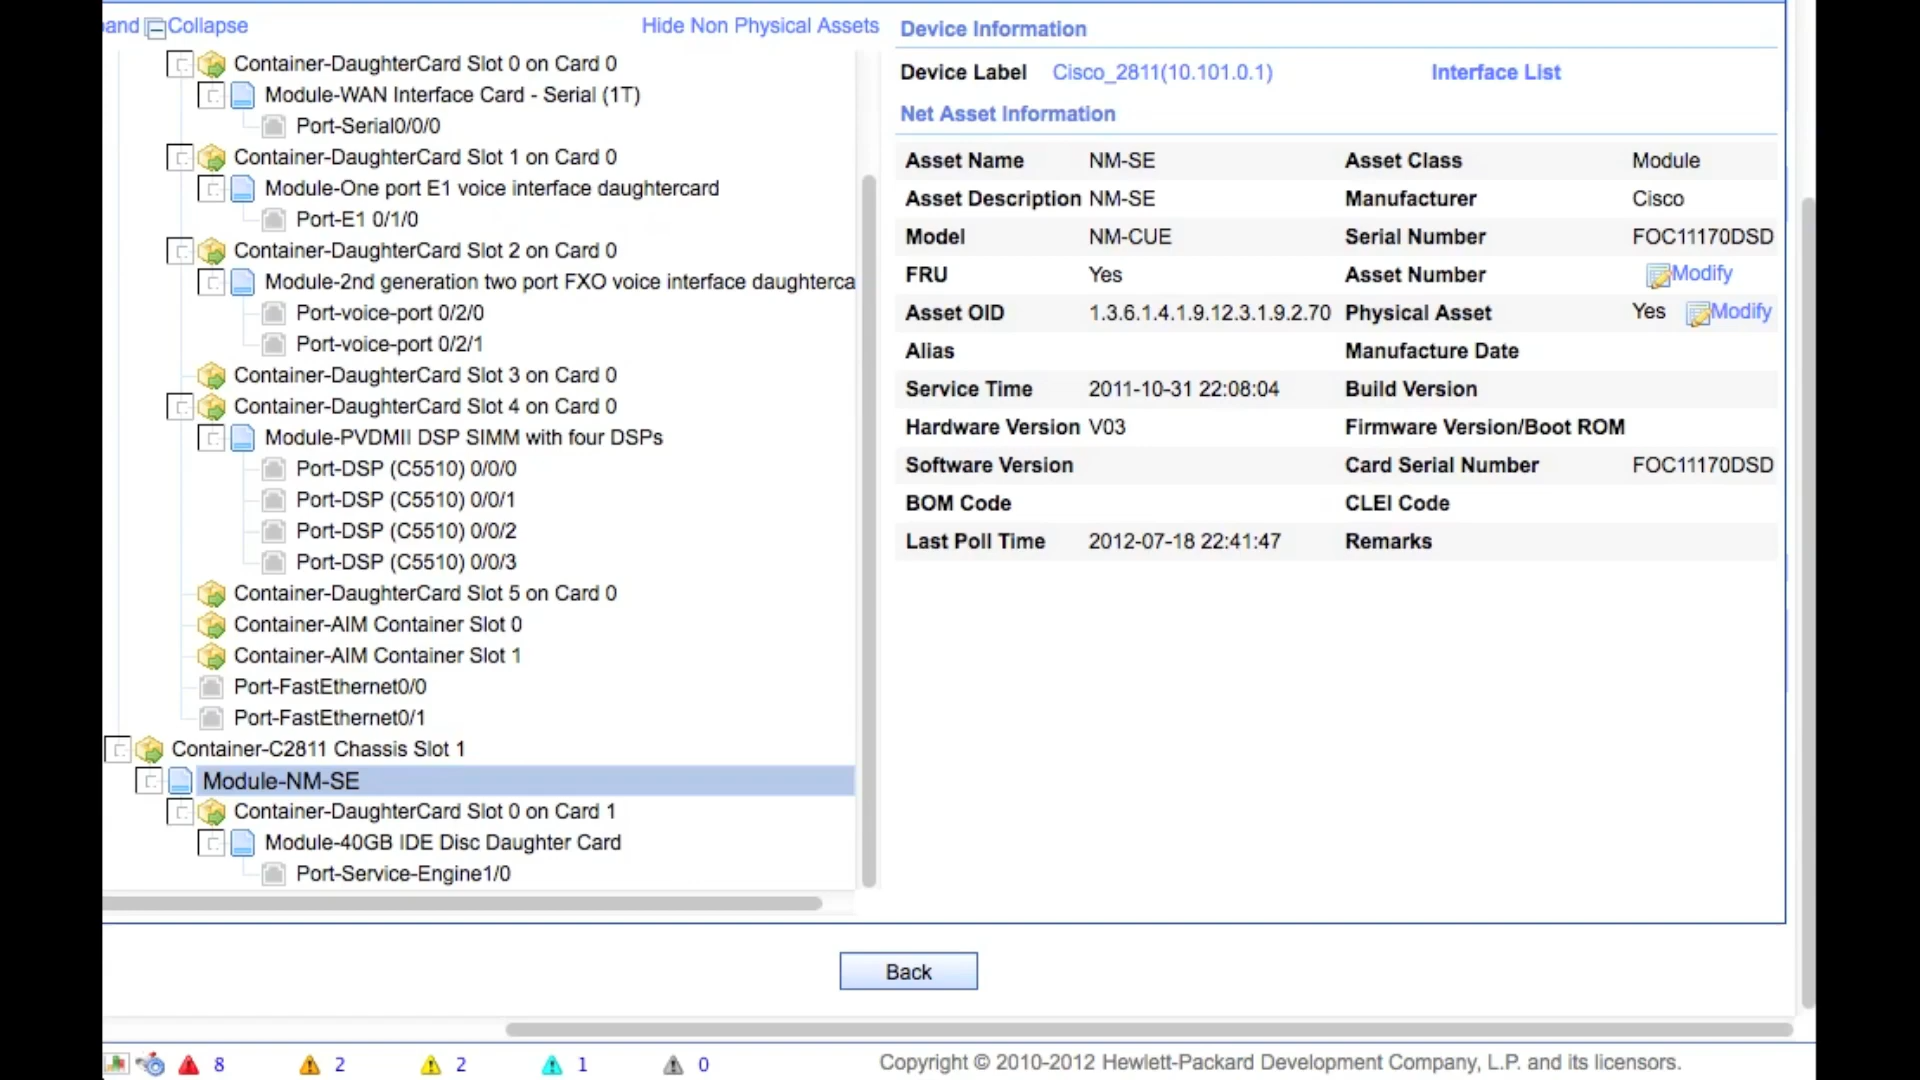 and Collapse Hide Non Physical Assets
Container-DaughterCard Slot 0 on Card 0
Module-WAN Interface Card - Serial (1T)
Port-Serial0/0/0
Container-DaughterCard Slot 1 on Card 0
Module-One port E1 voice interface daughtercard
Port-E1 0/1/0
Container-DaughterCard Slot 2 on Card 0
Module-2nd generation two port FXO voice interface daughterca
Port-voice-port 0/2/0
Port-voice-port 0/2/1
Container-DaughterCard Slot 3 on Card 0
Container-DaughterCard Slot 4 on Card 0
Module-PVDMII DSP SIMM with four DSPs
Port-DSP (C5510) 0/0/0
Port-DSP (C5510) 0/0/1
Port-DSP (C5510) 0/0/2
Port-DSP (C5510) 0/0/3
Container-DaughterCard Slot 5 on Card 0
Container-AIM Container Slot 0
Container-AIM Container Slot 1
Port-FastEthernet0/0
Port-FastEthernet0/1
Container-C2811 Chassis Slot 1
Module-NM-SE
Container-DaughterCard Slot 0 on Card 1
Module-40GB IDE Disc Daughter Card
Port-Service-Engine1/0
Device Information
Device Label Cisco_2811(10.101.0.1) Interface List
Net Asset Information
Asset Name NM-SE Asset Class Module
Asset Description NM-SE Manufacturer Cisco
Model NM-CUE Serial Number FOC11170DSD
FRU Yes Asset Number Modify
Asset OID 1.3.6.1.4.1.9.12.3.1.9.2.70 Physical Asset Yes Modify
Alias Manufacture Date
Service Time 2011-10-31 22:08:04 Build Version
Hardware Version V03 Firmware Version/Boot ROM
Software Version Card Serial Number FOC11170DSD
BOM Code CLEI Code
Last Poll Time 2012-07-18 22:41:47 Remarks
Back
8 2 2 1 0 Copyright © 2010-2012 Hewlett-Packard Development Company, L.P. and its licensors.